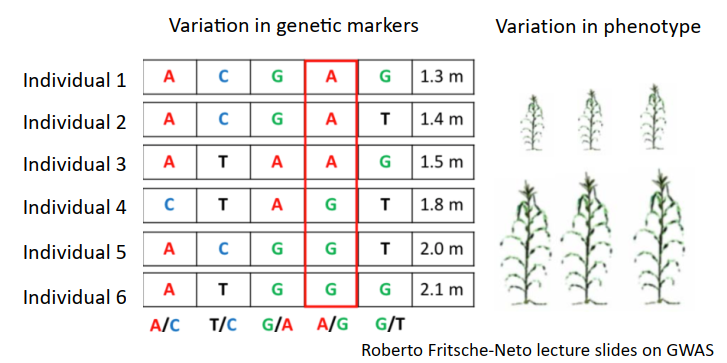 Variation in genetic markers
Variation in phenotype
Individual 1 A C G A G 1.3 m
Individual 2 A C G A T 1.4 m
Individual 3 A T A A G 1.5 m
Individual 4 C T A G T 1.8 m
Individual 5 A C G G T 2.0 m
Individual 6 A T G G G 2.1 m
A/C T/C G/A A/G G/T
Roberto Fritsche-Neto lecture slides on GWAS